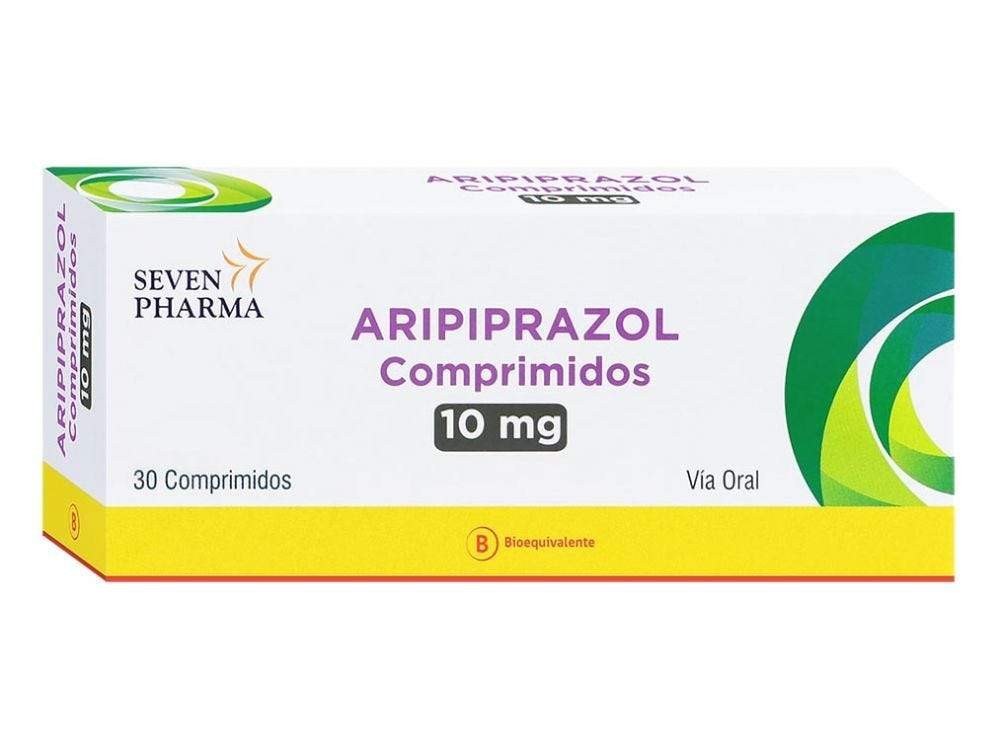 ARIPIPRAZOL
Comprimidos
10 mg
ARIPIPRAZOL
Comprimidos
10 mg
B
SEVEN
PHARMA
ARIPIPRAZOL
Comprimidos
10 mg
30 Comprimidos
Vía Oral
B Bioequivalente